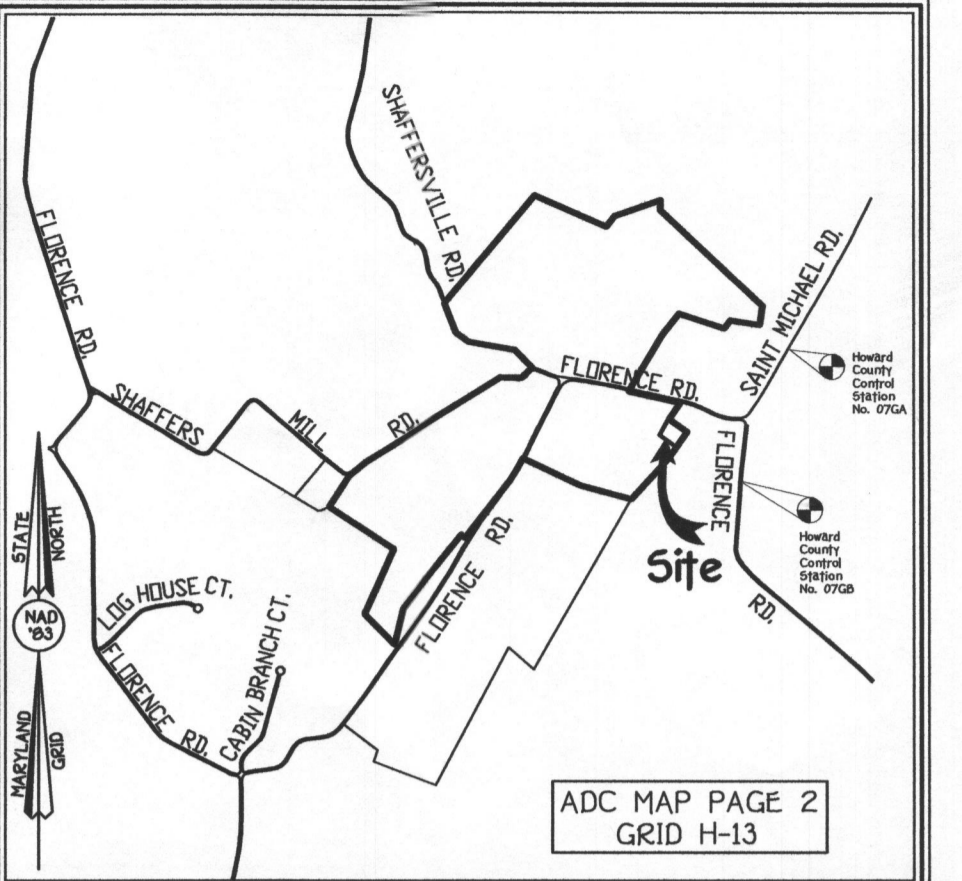 SHAFFERSVILLE RD.
FLORENCE RD.
SAINT MICHAEL RD.
Howard
County
Control
Station
No. 07GA
FLORENCE RD.
SHAFFERS MILL RD.
FLORENCE RD.
Howard
County
Control
Station
No. 07GB
Site
FLORENCE RD.
STATE
NORTH
NAD
'83
MARYLAND
GRID
LOG HOUSE CT.
CABIN BRANCH CT.
FLORENCE RD.
ADC MAP PAGE 2
GRID H-13